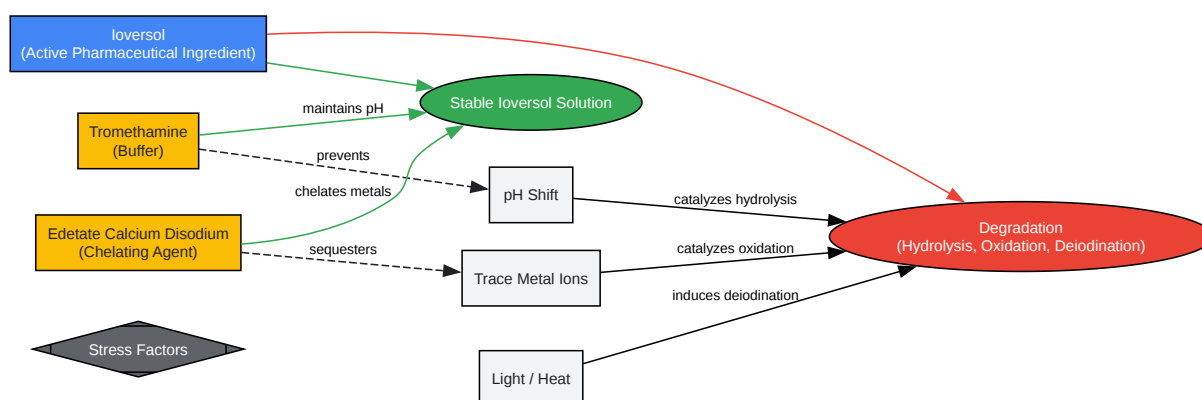 Ioversol
(Active Pharmaceutical Ingredient)
Stable Ioversol Solution
maintains pH
Tromethamine
(Buffer)
prevents
chelates metals
pH Shift
catalyzes hydrolysis
Edetate Calcium Disodium
(Chelating Agent)
sequesters
Trace Metal Ions
catalyzes oxidation
Degradation
(Hydrolysis, Oxidation, Deiodination)
induces deiodination
Stress Factors
Light / Heat